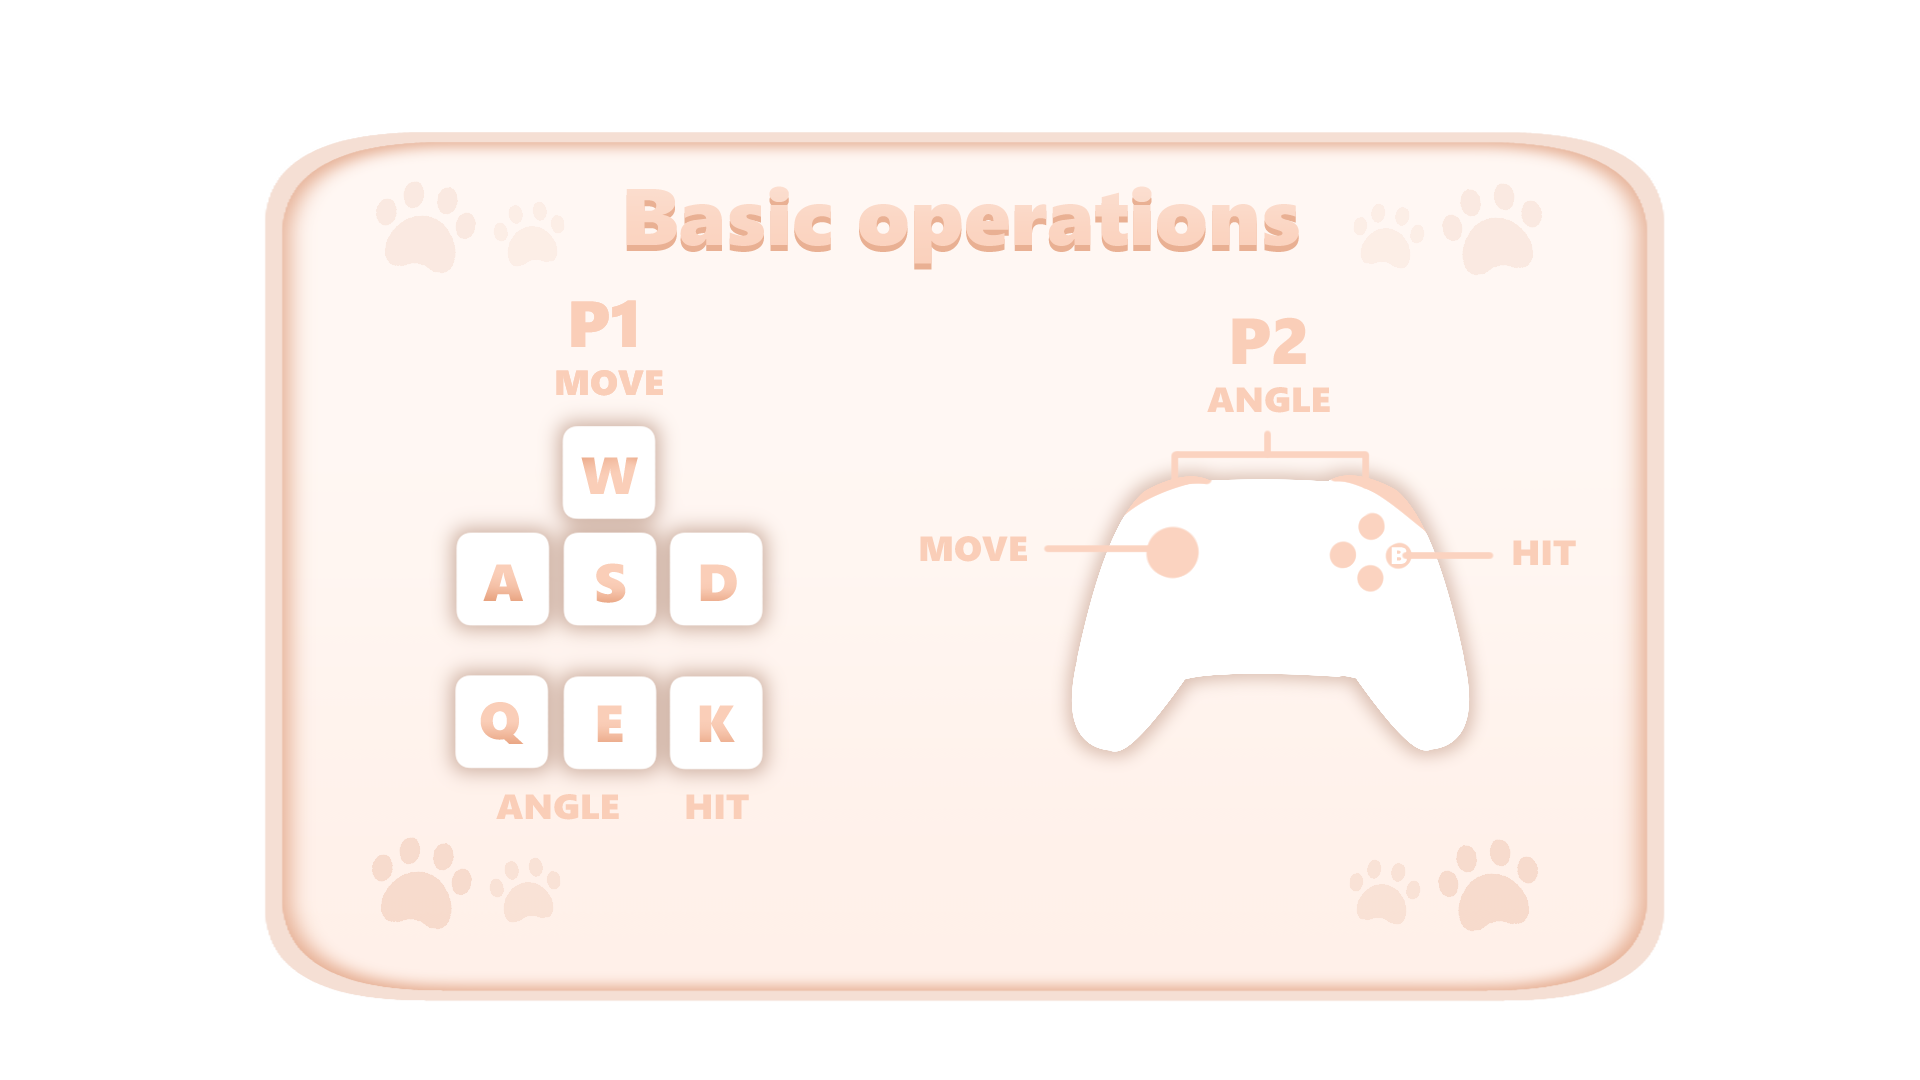 Basic operations
P1
MOVE
W
A S D
Q E K
ANGLE HIT
P2
ANGLE
MOVE
B
HIT